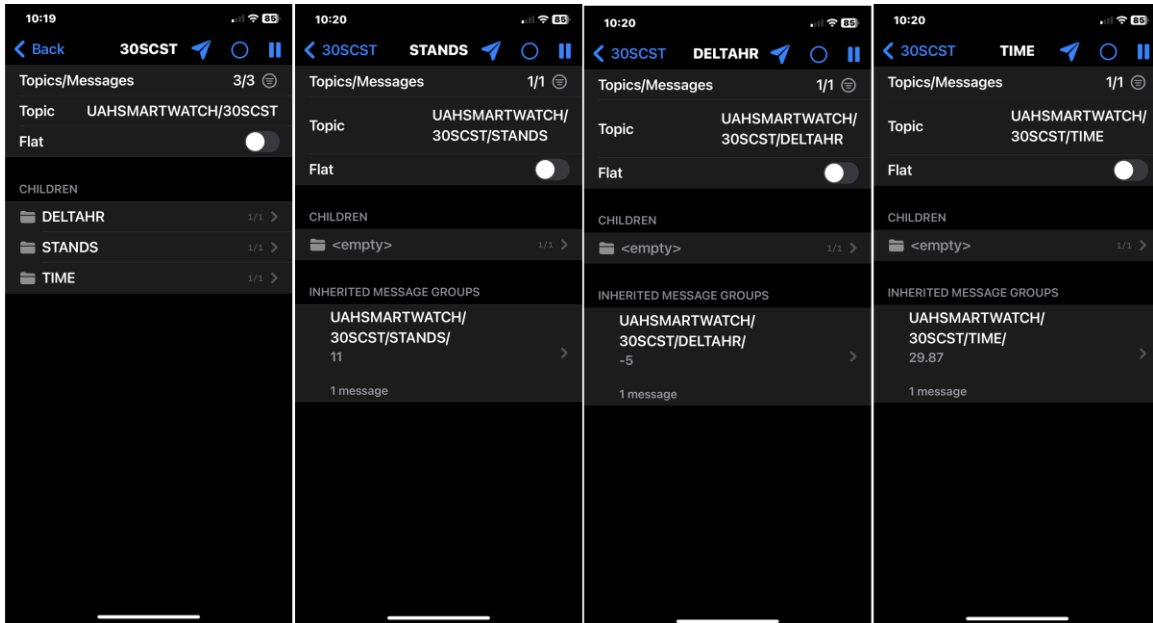 10:19
85
Back
30SCST
Topics/Messages
3/3
Topic
UAHSMARTWATCH/30SCST
Flat
CHILDREN
DELTAHR
1/1
STANDS
1/1
TIME
1/1
10:20
85
30SCST
STANDS
Topics/Messages
1/1
Topic
UAHSMARTWATCH/
30SCST/STANDS
Flat
CHILDREN
<empty>
1/1
INHERITED MESSAGE GROUPS
UAHSMARTWATCH/
30SCST/STANDS/
11
1 message
10:20
85
30SCST
DELTAHR
Topics/Messages
1/1
Topic
UAHSMARTWATCH/
30SCST/DELTAHR
Flat
CHILDREN
<empty>
1/1
INHERITED MESSAGE GROUPS
UAHSMARTWATCH/
30SCST/DELTAHR/
-5
1 message
10:20
85
30SCST
TIME
Topics/Messages
1/1
Topic
UAHSMARTWATCH/
30SCST/TIME
Flat
CHILDREN
<empty>
1/1
INHERITED MESSAGE GROUPS
UAHSMARTWATCH/
30SCST/TIME/
29.87
1 message